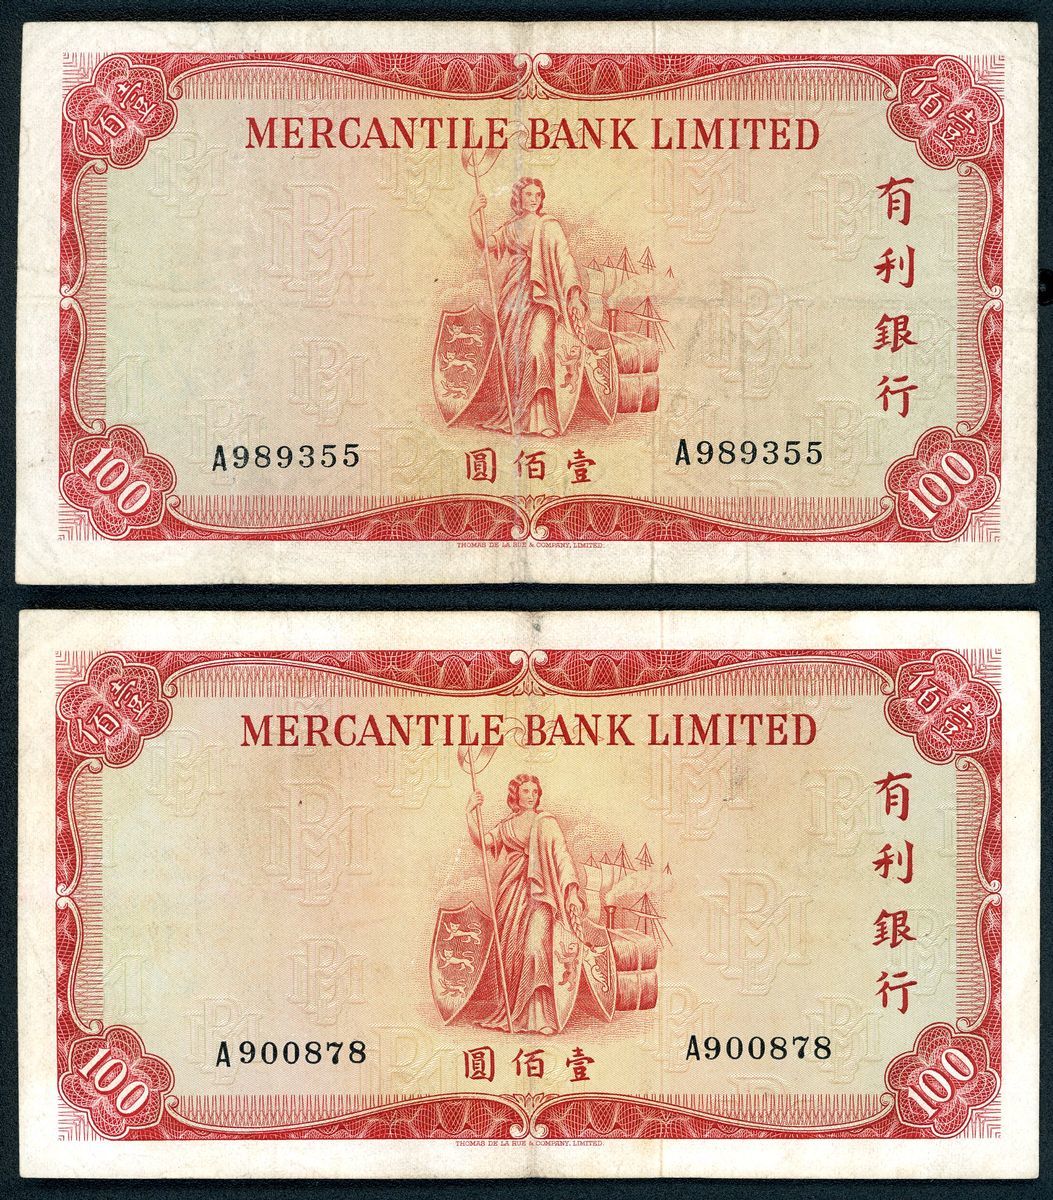 壹佰
佰壹
MERCANTILE BANK LIMITED
有利銀行
A989355
A989355
圓佰壹
100
100
THOMAS DE LA RUE & COMPANY, LIMITED.
壹佰
佰壹
MERCANTILE BANK LIMITED
有利銀行
A900878
A900878
圓佰壹
100
100
THOMAS DE LA RUE & COMPANY, LIMITED.